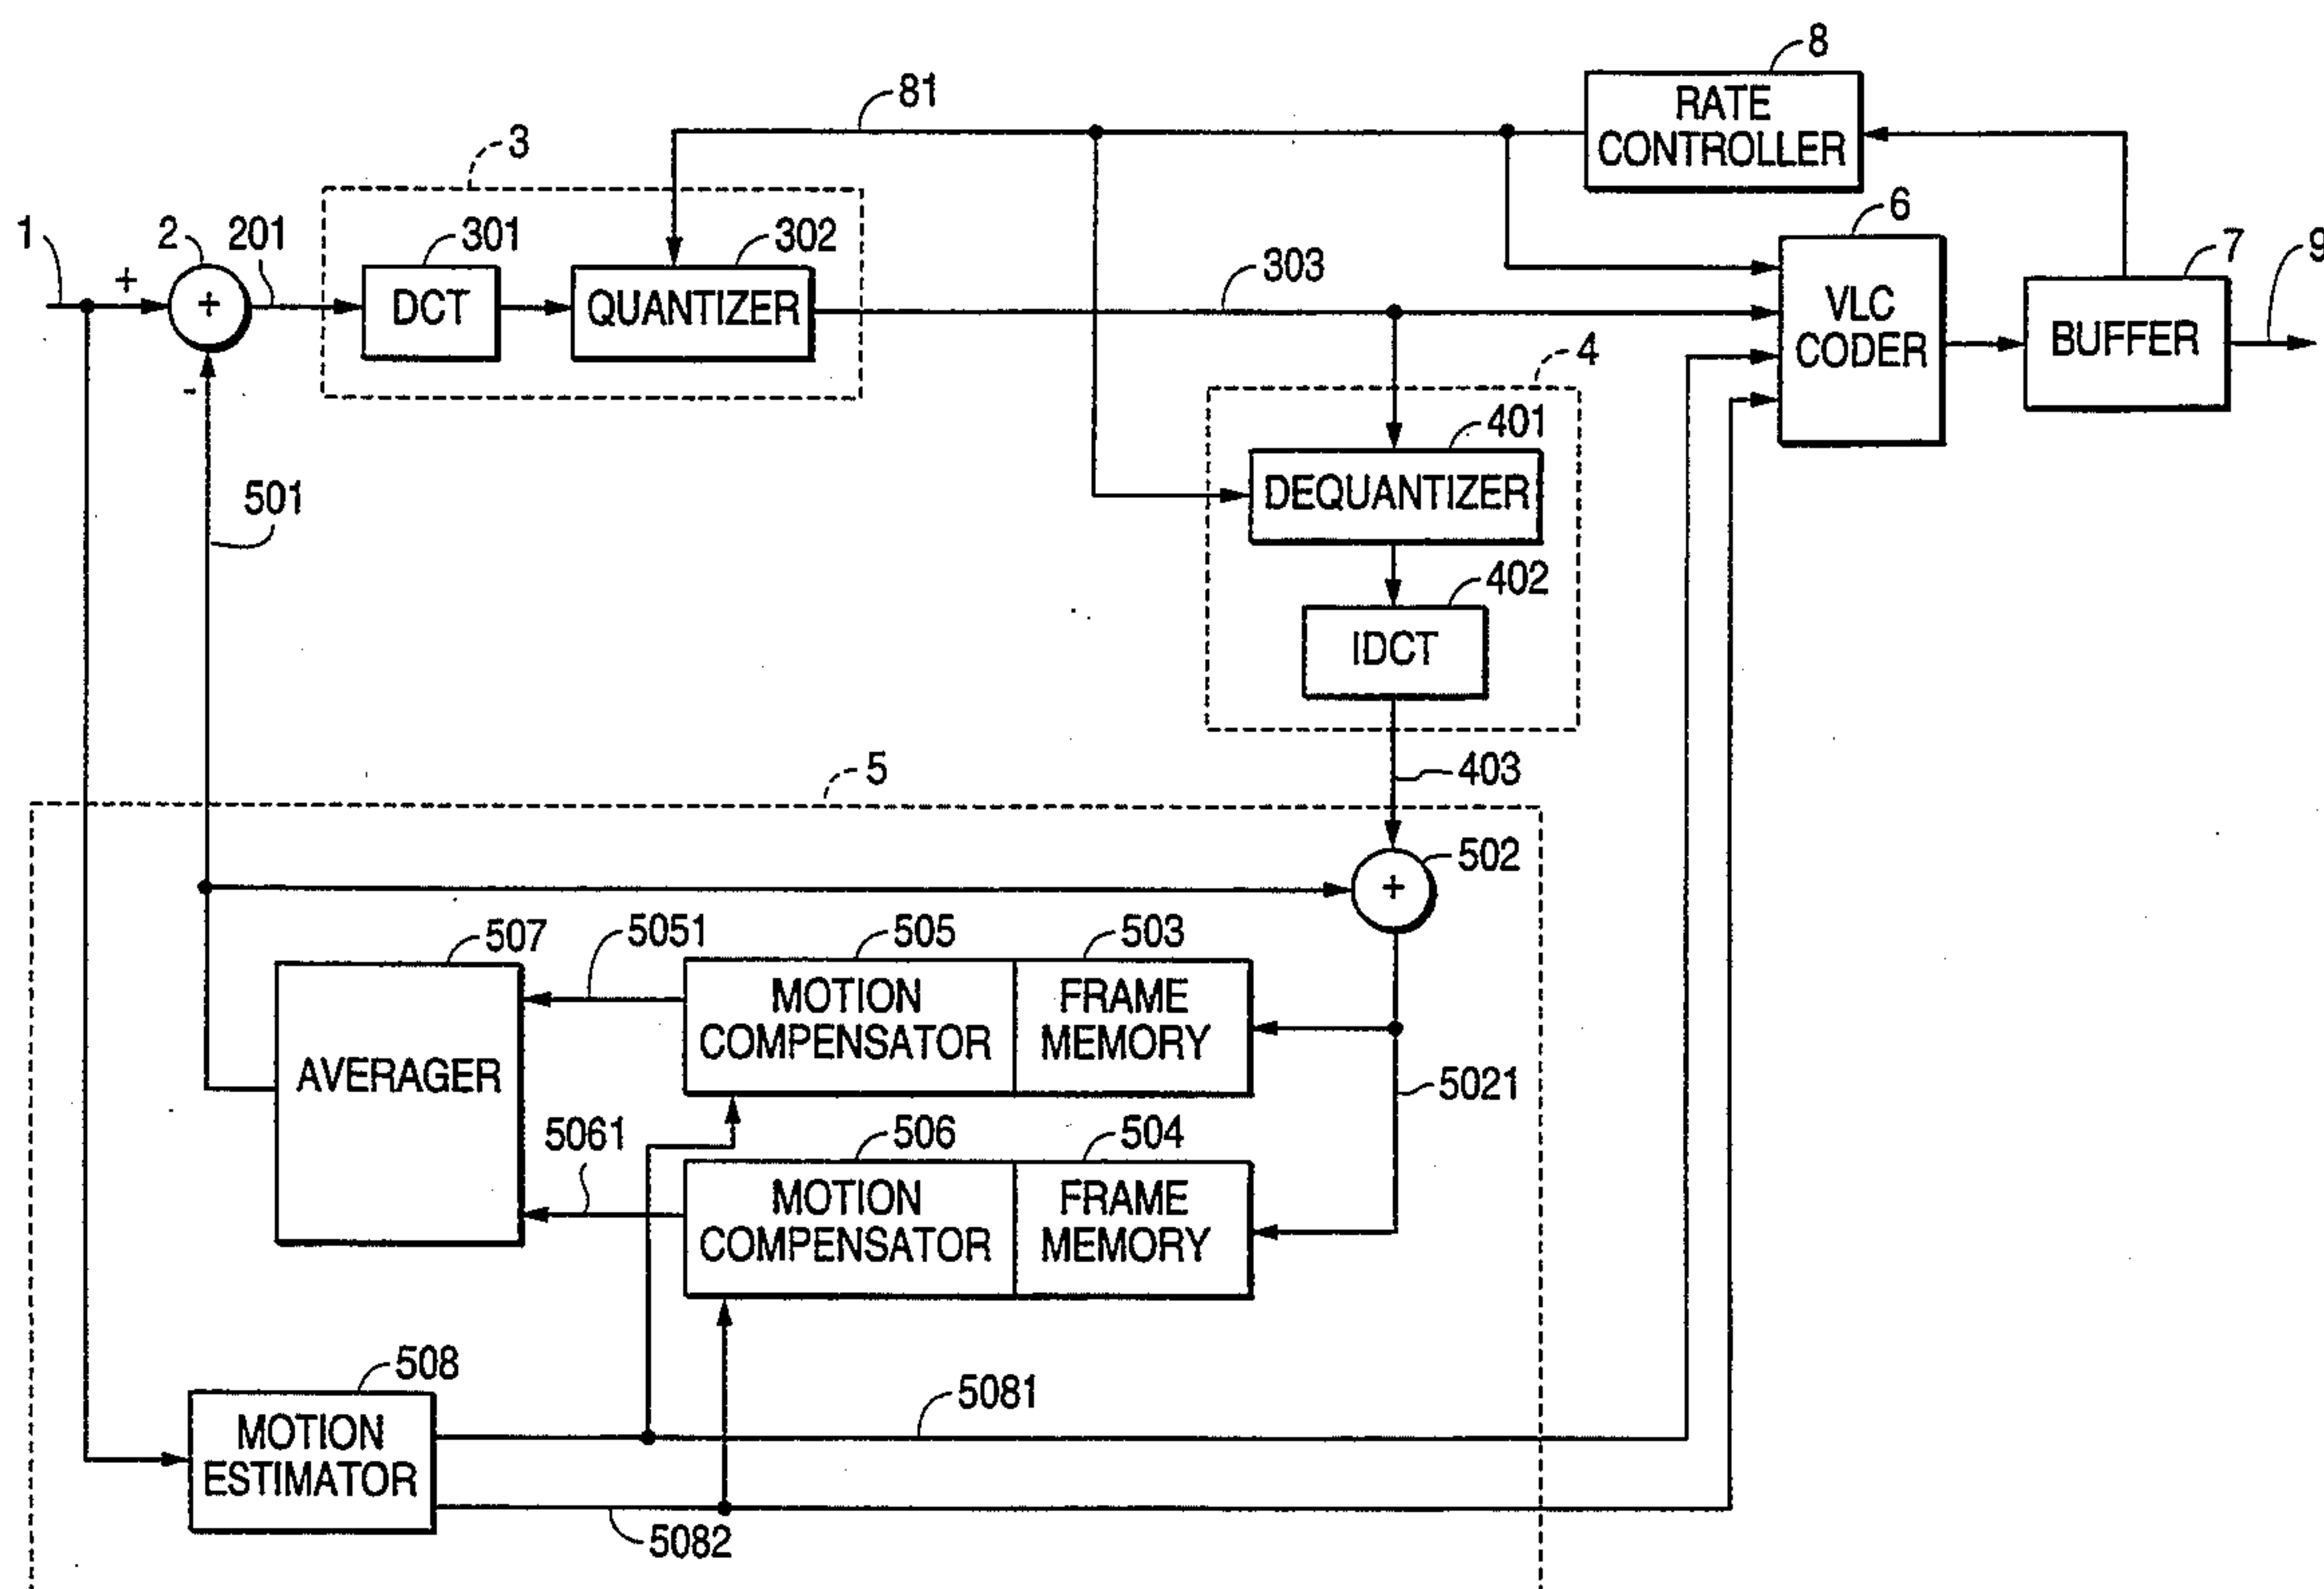 8
RATE
CONTROLLER
81
3
6
1
2
201
301
302
303
7
9
+
+
DCT
QUANTIZER
VLC
CODER
BUFFER
-
4
401
501
DEQUANTIZER
402
IDCT
5
403
502
+
507
5051
505
503
MOTION
COMPENSATOR
FRAME
MEMORY
AVERAGER
5021
5061
506
504
MOTION
COMPENSATOR
FRAME
MEMORY
508
5081
MOTION
ESTIMATOR
5082